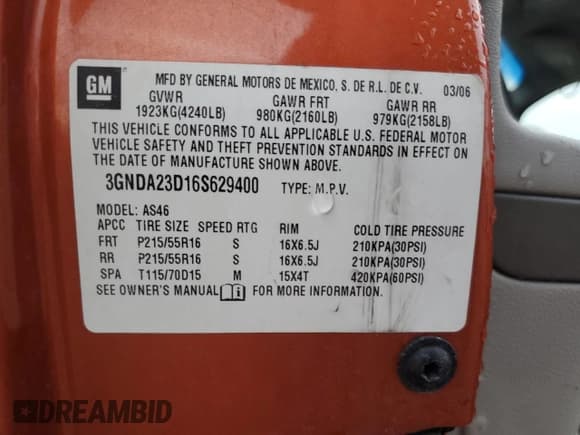 GM
MFD BY GENERAL MOTORS DE MEXICO, S. DE R.L. DE C.V. 03/06
GVWR GAWR FRT GAWR RR
1923KG(4240LB) 980KG(2160LB) 979KG(2158LB)
THIS VEHICLE CONFORMS TO ALL APPLICABLE U.S. FEDERAL MOTOR
VEHICLE SAFETY AND THEFT PREVENTION STANDARDS IN EFFECT ON
THE DATE OF MANUFACTURE SHOWN ABOVE.
3GNDA23D16S629400 TYPE: M.P.V.
MODEL: AS46
APCC TIRE SIZE SPEED RTG RIM COLD TIRE PRESSURE
FRT P215/55R16 S 16X6.5J 210KPA(30PSI)
RR P215/55R16 S 16X6.5J 210KPA(30PSI)
SPA T115/70D15 M 15X4T 420KPA(60PSI)
SEE OWNER'S MANUAL FOR MORE INFORMATION.
DREAMBID